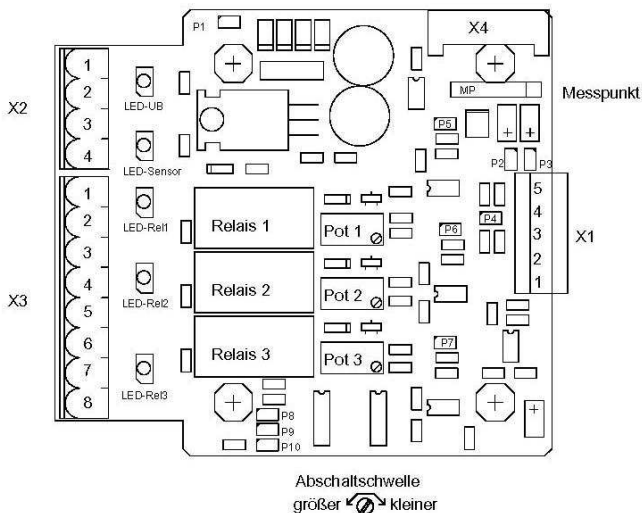 P1
X4
1
2
3
4
X2
LED-UB
LED-Sensor
MP
Messpunkt
P5
P2
P3
1
2
3
4
5
6
7
8
X3
LED-Rel1
LED-Rel2
LED-Rel3
Relais 1
Pot 1
Relais 2
Pot 2
Relais 3
Pot 3
P6
P4
P7
5
4
3
2
1
X1
P8
P9
P10
Abschaltschwelle
größer kleiner